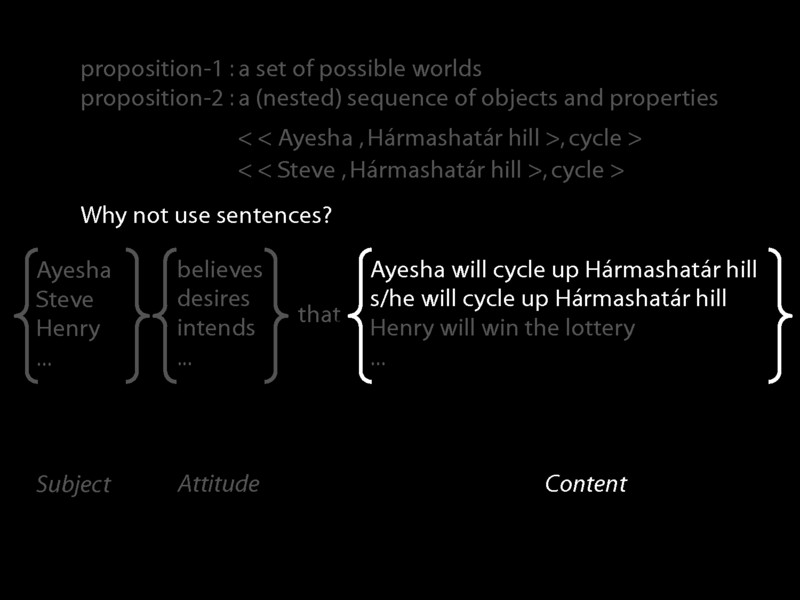 proposition-1 : a set of possible worlds
proposition-2 : a (nested) sequence of objects and properties
< < Ayesha , Hármashatár hill >, cycle >
< < Steve , Hármashatár hill >, cycle >
Why not use sentences?
Ayesha
Steve
Henry
...
believes
desires
intends
...
that
Ayesha will cycle up Hármashatár hill
s/he will cycle up Hármashatár hill
Henry will win the lottery
...
Subject
Attitude
Content